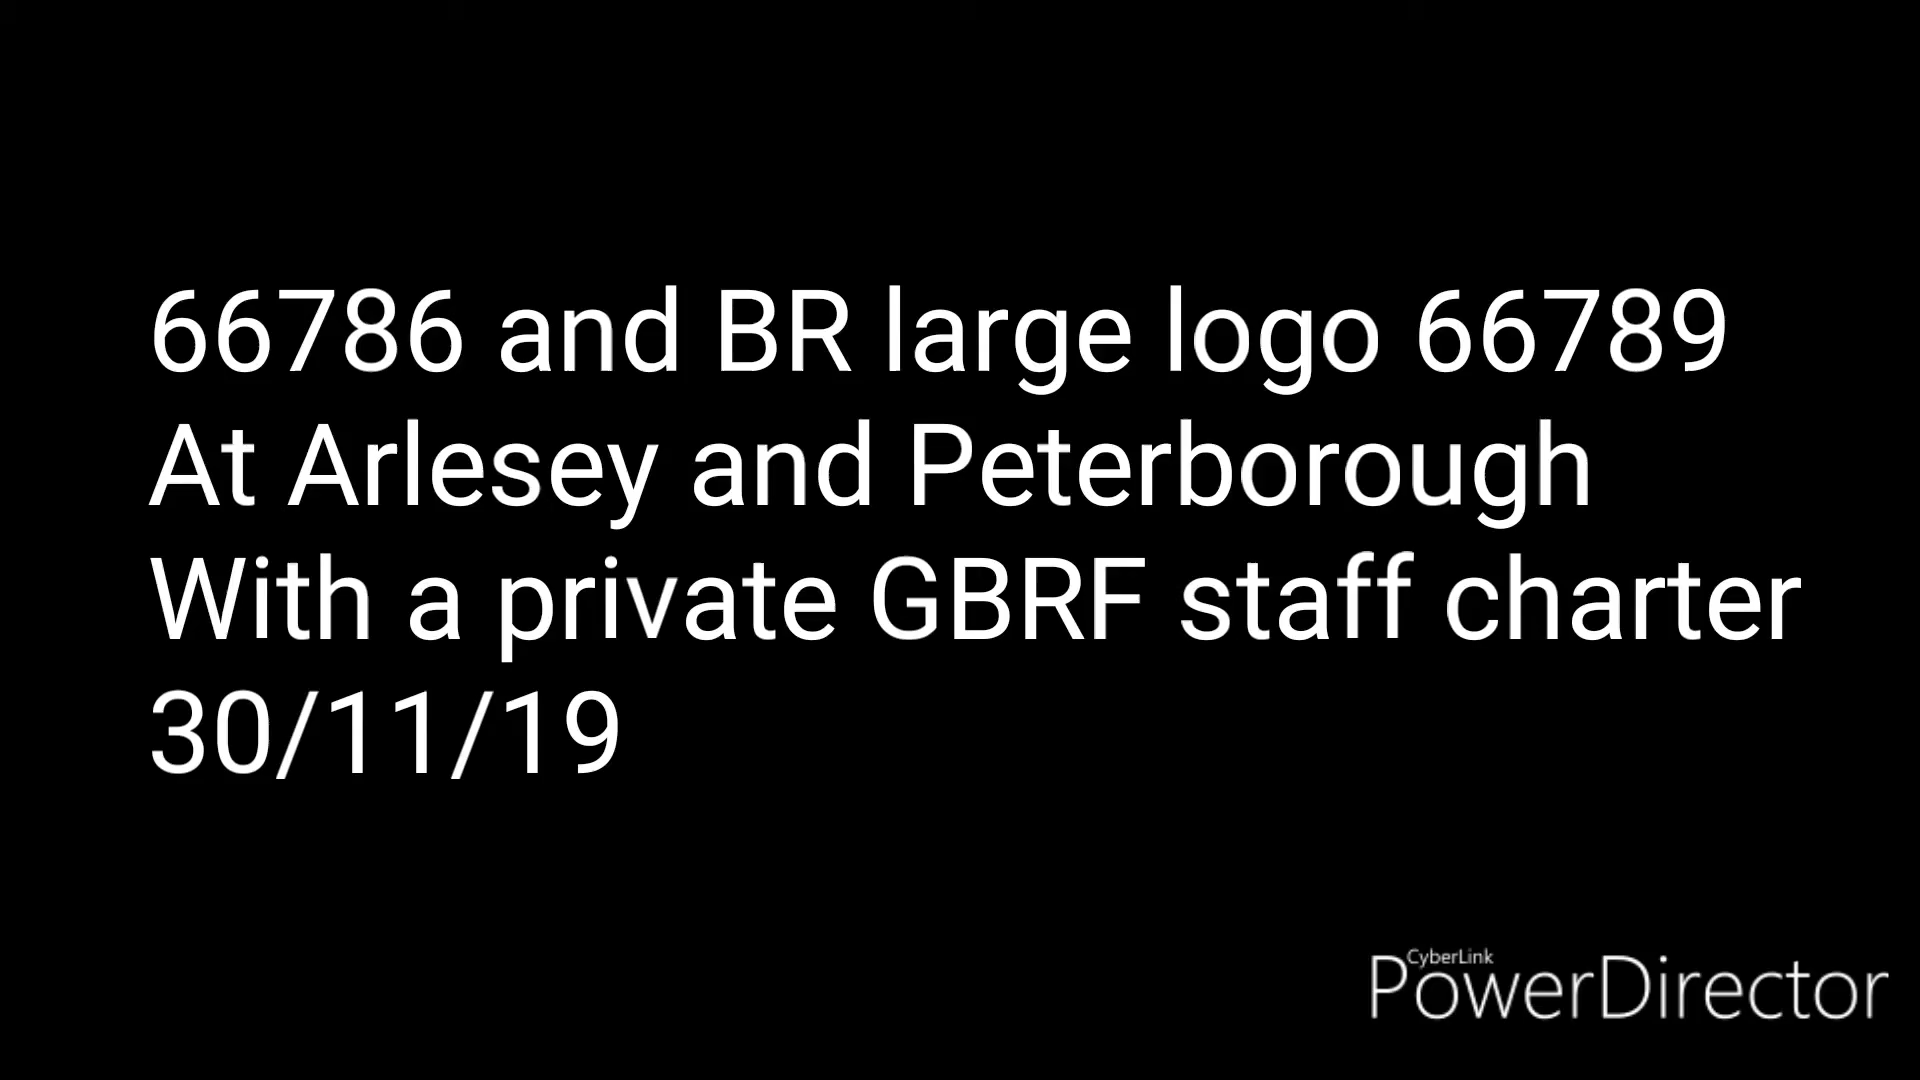 66786 and BR large logo 66789
At Arlesey and Peterborough
With a private GBRF staff charter
30/11/19
CyberLink
PowerDirector